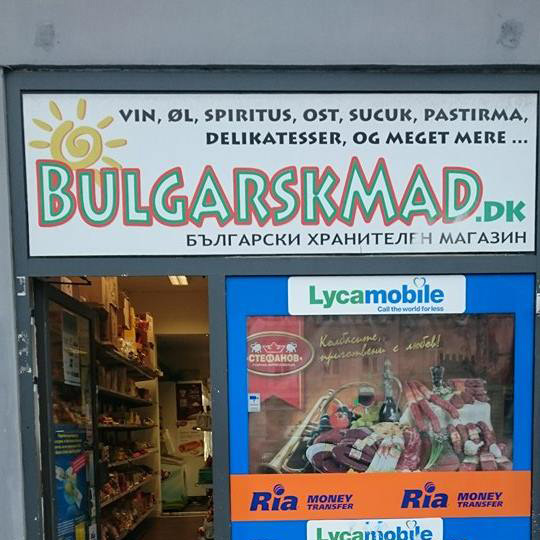 VIN, ØL, SPIRITUS, OST, SUCUK, PASTIRMA,
DELIKATESSER, OG MEGET MERE ...
BULGARSKMAD.DK
БЪЛГАРСКИ ХРАНИТЕЛЕН МАГАЗИН
Lycamobile
Call the world for less
СТЕФАНОВ
Колбасите,
приготвени с любов!
Ria MONEY TRANSFER
Ria MONEY TRANSFER
Lycamobile